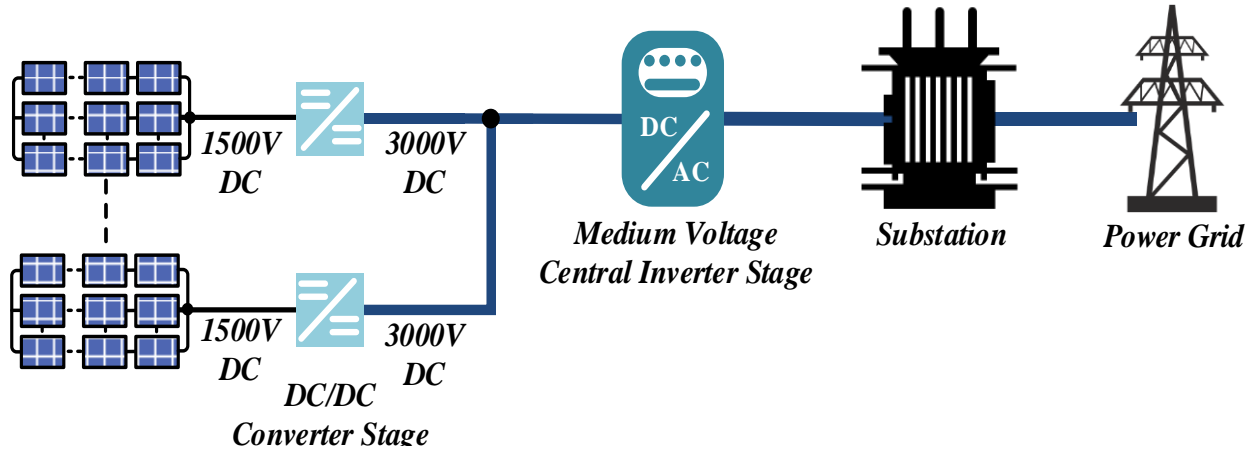 1500V
DC
3000V
DC
DC
AC
Medium Voltage
Central Inverter Stage
Substation
Power Grid
1500V
DC
3000V
DC
DC/DC
Converter Stage